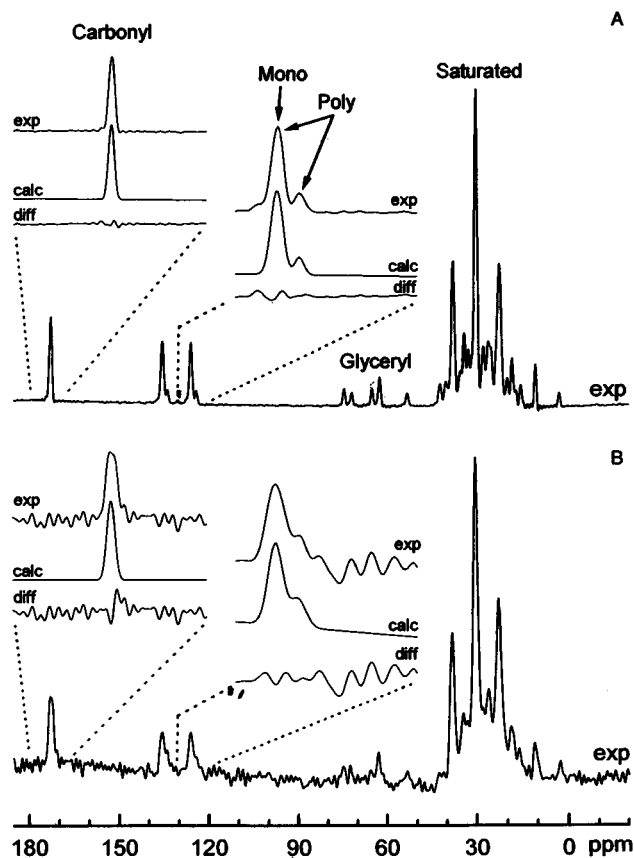 A
Carbonyl
Mono
Poly
Saturated
exp
calc
diff
exp
calc
diff
Glyceryl
exp
B
exp
calc
diff
exp
calc
diff
exp
180 150 120 90 60 30 0 ppm